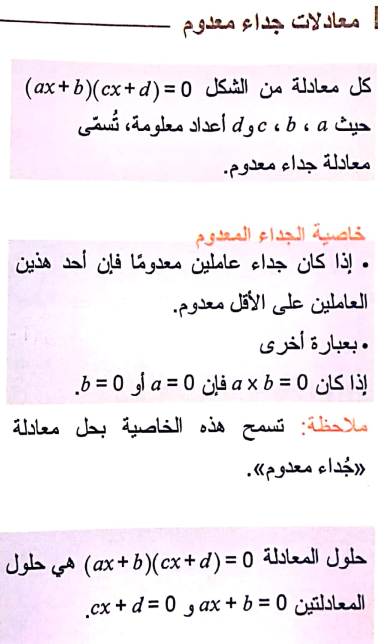 معادلات جداء معدوم
كل معادلة من الشكل (ax + b)(cx + d) = 0
حيث a ، b ، c و d أعداد معلومة، تُسمّى
معادلة جداء معدوم.
خاصية الجداء المعدوم
• إذا كان جداء عاملين معدومًا فإن أحد هذين
العاملين على الأقل معدوم.
• بعبارة أخرى
إذا كان a x b = 0 فإن a = 0 أو b = 0.
ملاحظة: تسمح هذه الخاصية بحل معادلة
«جُداء معدوم».
حلول المعادلة (ax + b)(cx + d) = 0 هي حلول
المعادلتين ax + b = 0 و cx + d = 0.